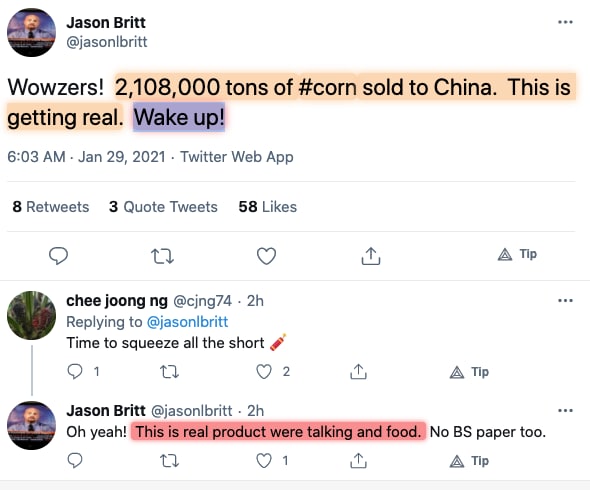 Jason Britt
@jasonlbritt
Wowzers! 2,108,000 tons of #corn sold to China. This is
getting real. Wake up!
6:03 AM · Jan 29, 2021 · Twitter Web App
8 Retweets 3 Quote Tweets 58 Likes
Tip
chee joong ng @cjng74 · 2h
Replying to @jasonlbritt
Time to squeeze all the short 🧨
1 2 Tip
Jason Britt @jasonlbritt · 2h
Oh yeah! This is real product were talking and food. No BS paper too.
1 Tip